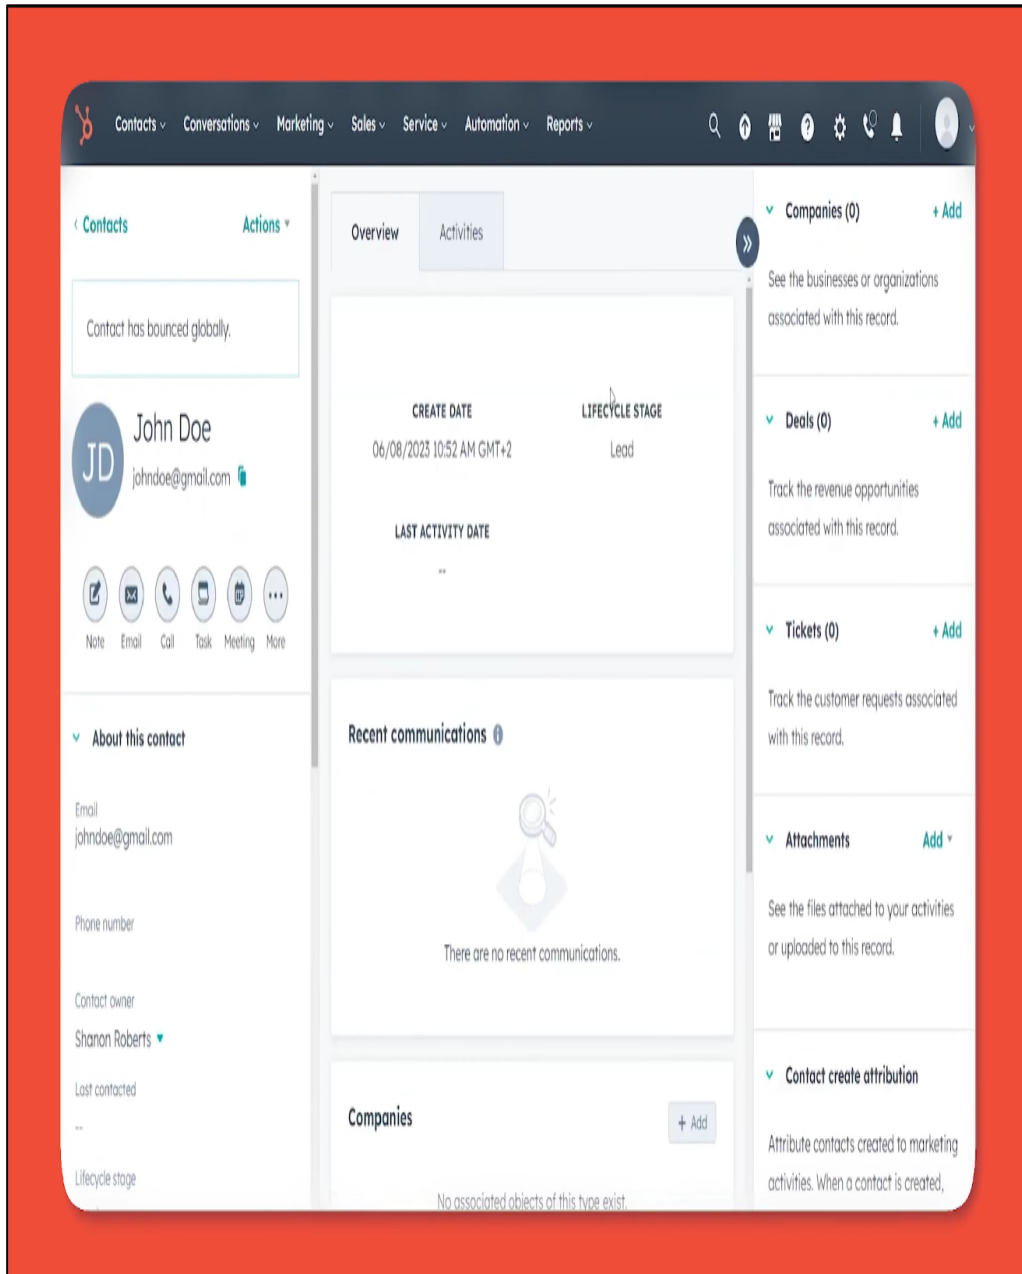 Contacts Conversations Marketing Sales Service Automation Reports
Contacts
Actions
Contact has bounced globally.
JD
John Doe
johndoe@gmail.com
Note Email Call Task Meeting More
About this contact
Email
johndoe@gmail.com
Phone number
Contact owner
Shanon Roberts
Last contacted
--
Lifecycle stage
Overview Activities
CREATE DATE
06/08/2023 10:52 AM GMT+2
LIFECYCLE STAGE
Lead
LAST ACTIVITY DATE
--
Recent communications
There are no recent communications.
Companies
+ Add
No associated objects of this type exist.
Companies (0)
+ Add
See the businesses or organizations
associated with this record.
Deals (0)
+ Add
Track the revenue opportunities
associated with this record.
Tickets (0)
+ Add
Track the customer requests associated
with this record.
Attachments
Add
See the files attached to your activities
or uploaded to this record.
Contact create attribution
Attribute contacts created to marketing
activities. When a contact is created,